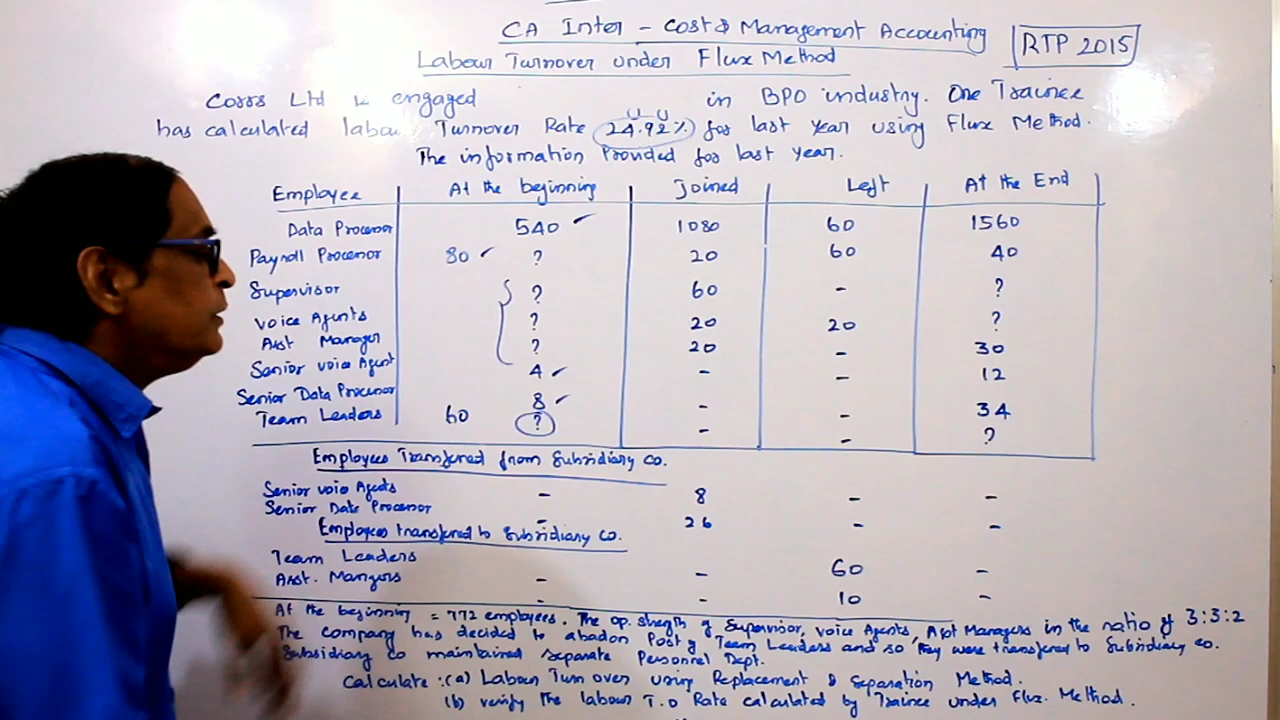 CA Inter - Cost & Management Accounting
RTP 2015
Labour Turnover under Flux Method
Corrs Ltd is engaged in BPO industry. One Trainee
has calculated labou Turnover Rate 24.92% for last year using Flux Method.
The information Provided for last year.
Employee At the beginning Joined Left At the End
Data Processor 540 1080 60 1560
Payroll Processor 80 ? 20 60 40
Supervisor ? 60 - ?
Voice Agents ? 20 20 ?
Asst Manager ? 20 - 30
Senior voice Agent 4 - - 12
Senior Data Processor 8 - - 34
Team Leaders 60 ? - - ?
Employees Transfered from Subsidiary Co.
Senior voice Agents - 8 - -
Senior Data Processor - 26 - -
Employees transfered to Subsidiary Co.
Team Leaders - - 60 -
Asst. Mangers - - 10 -
At the beginning = 772 employees. The op. strength of Supervisor, voice Agents, Asst Managers in the ratio of 3:3:2
The company has decided to abadon Post of Team Leaders and so they were transfered to Subsidiary co.
Subsidiary co maintained separate Personnel Dept.
Calculate: (a) Labour Turn over using Replacement & Separation Method.
(b) verify the labour T.O Rate calculated by Trainee under Flux. Method.